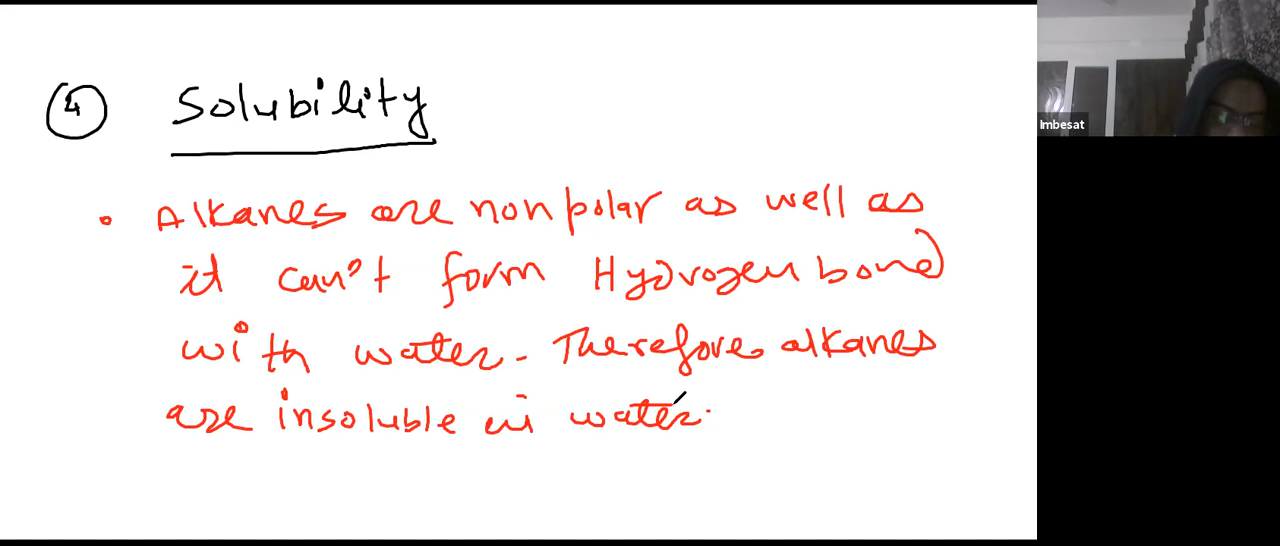 4 Solubility
• Alkanes are nonpolar as well as
it can't form Hydrogen bond
with water. Therefore, alkanes
are insoluble in water.
Imbesat